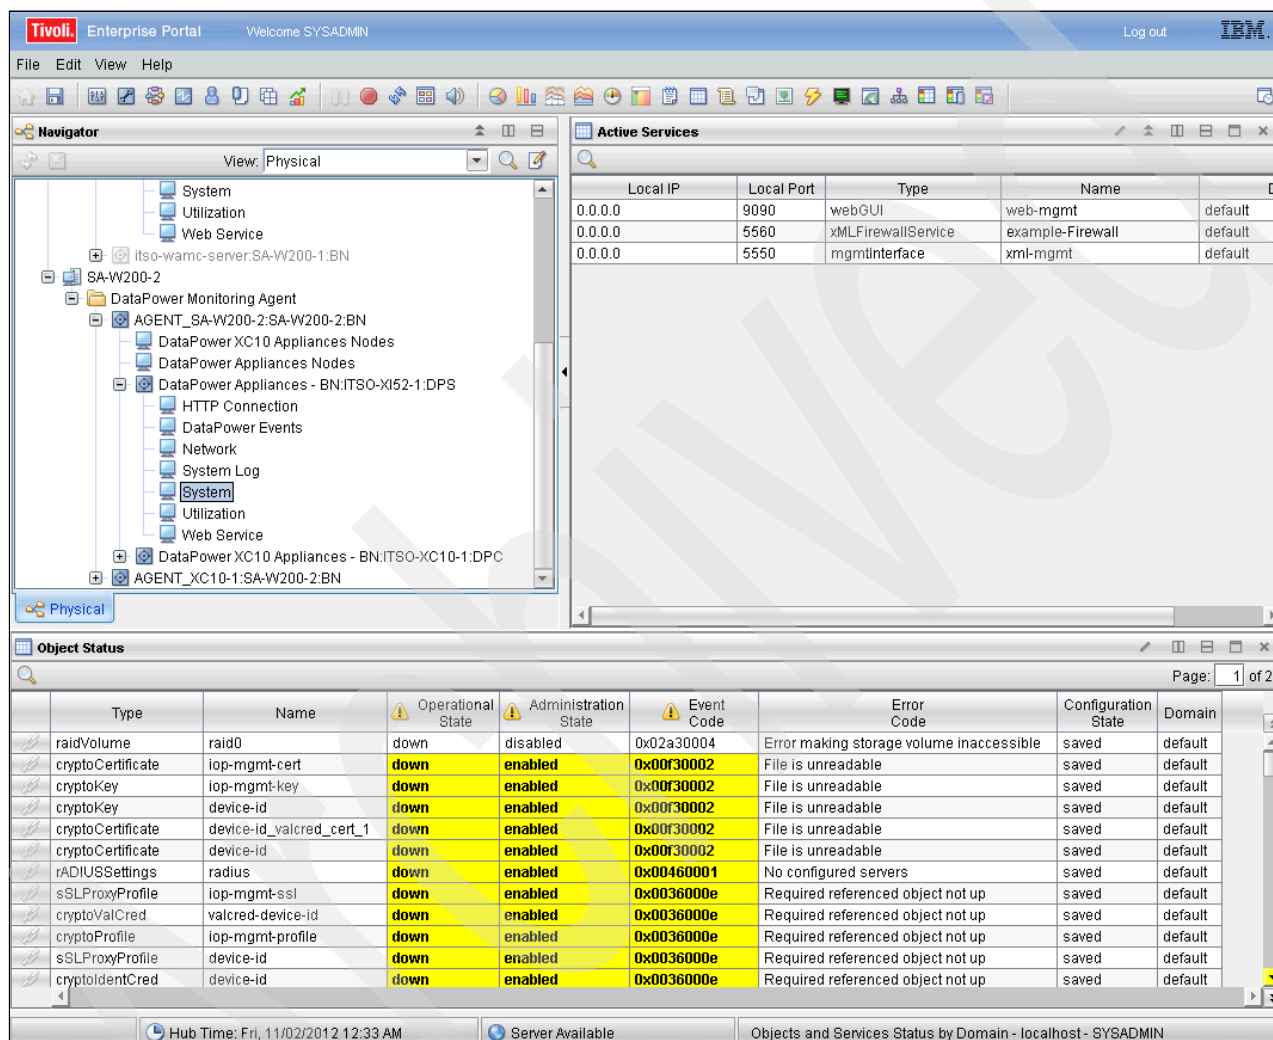 Tivoli. Enterprise Portal Welcome SYSADMIN Log out IBM.
File Edit View Help
Navigator
View: Physical
System
Utilization
Web Service
itso-wamc-server:SA-W200-1:BN
SA-W200-2
DataPower Monitoring Agent
AGENT_SA-W200-2:SA-W200-2:BN
DataPower XC10 Appliances Nodes
DataPower Appliances Nodes
DataPower Appliances - BN:ITSO-XI52-1:DPS
HTTP Connection
DataPower Events
Network
System Log
System
Utilization
Web Service
DataPower XC10 Appliances - BN:ITSO-XC10-1:DPC
AGENT_XC10-1:SA-W200-2:BN
Physical
Active Services
Local IP Local Port Type Name D
0.0.0.0 9090 webGUI web-mgmt default
0.0.0.0 5560 xMLFirewallService example-Firewall default
0.0.0.0 5550 mgmtinterface xml-mgmt default
Object Status
Page: 1 of 2
Type Name Operational State Administration State Event Code Error Code Configuration State Domain
raidVolume raid0 down disabled 0x02a30004 Error making storage volume inaccessible saved default
cryptoCertificate iop-mgmt-cert down enabled 0x00f30002 File is unreadable saved default
cryptoKey iop-mgmt-key down enabled 0x00f30002 File is unreadable saved default
cryptoKey device-id down enabled 0x00f30002 File is unreadable saved default
cryptoCertificate device-id_valcred_cert_1 down enabled 0x00f30002 File is unreadable saved default
cryptoCertificate device-id down enabled 0x00f30002 File is unreadable saved default
rADIUSSettings radius down enabled 0x00460001 No configured servers saved default
sSLProxyProfile iop-mgmt-ssl down enabled 0x0036000e Required referenced object not up saved default
cryptoValCred valcred-device-id down enabled 0x0036000e Required referenced object not up saved default
cryptoProfile iop-mgmt-profile down enabled 0x0036000e Required referenced object not up saved default
sSLProxyProfile device-id down enabled 0x0036000e Required referenced object not up saved default
cryptoIdentCred device-id down enabled 0x0036000e Required referenced object not up saved default
Hub Time: Fri, 11/02/2012 12:33 AM Server Available Objects and Services Status by Domain - localhost - SYSADMIN